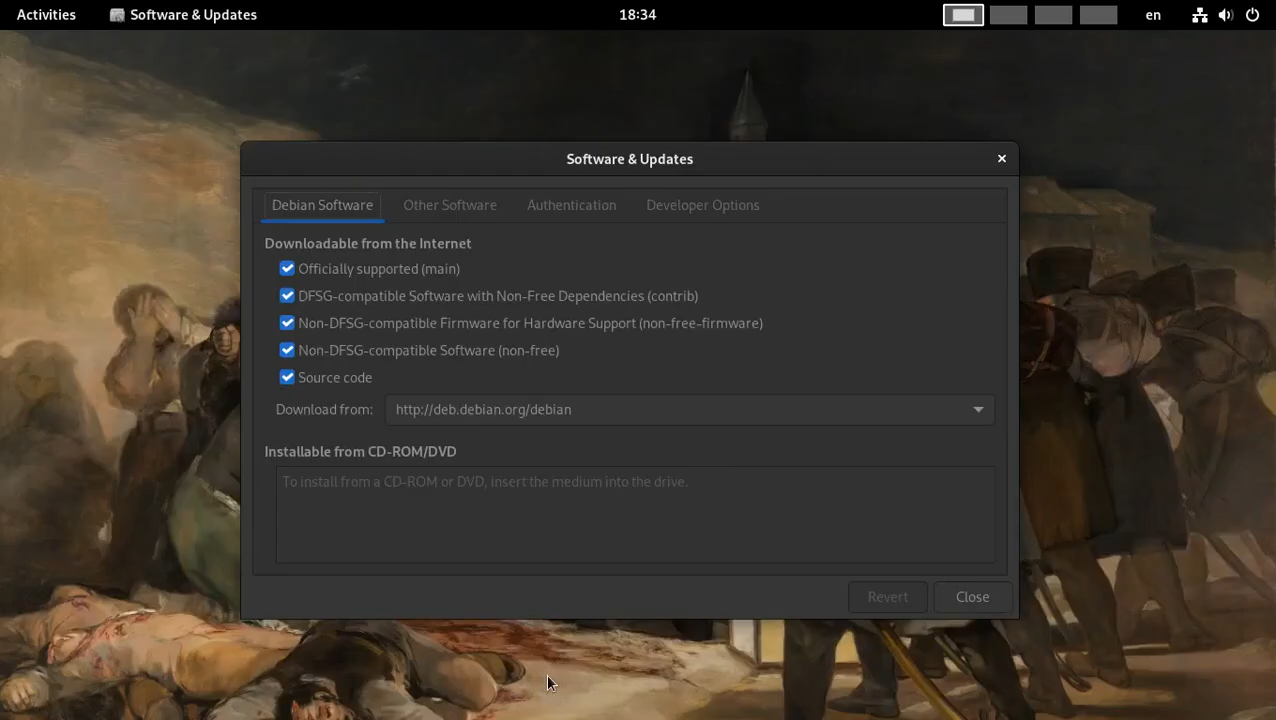 Activities Software & Updates 18:34 en
Software & Updates
Debian Software Other Software Authentication Developer Options
Downloadable from the Internet
Officially supported (main)
DFSG-compatible Software with Non-Free Dependencies (contrib)
Non-DFSG-compatible Firmware for Hardware Support (non-free-firmware)
Non-DFSG-compatible Software (non-free)
Source code
Download from: http://deb.debian.org/debian
Installable from CD-ROM/DVD
To install from a CD-ROM or DVD, insert the medium into the drive.
Revert Close